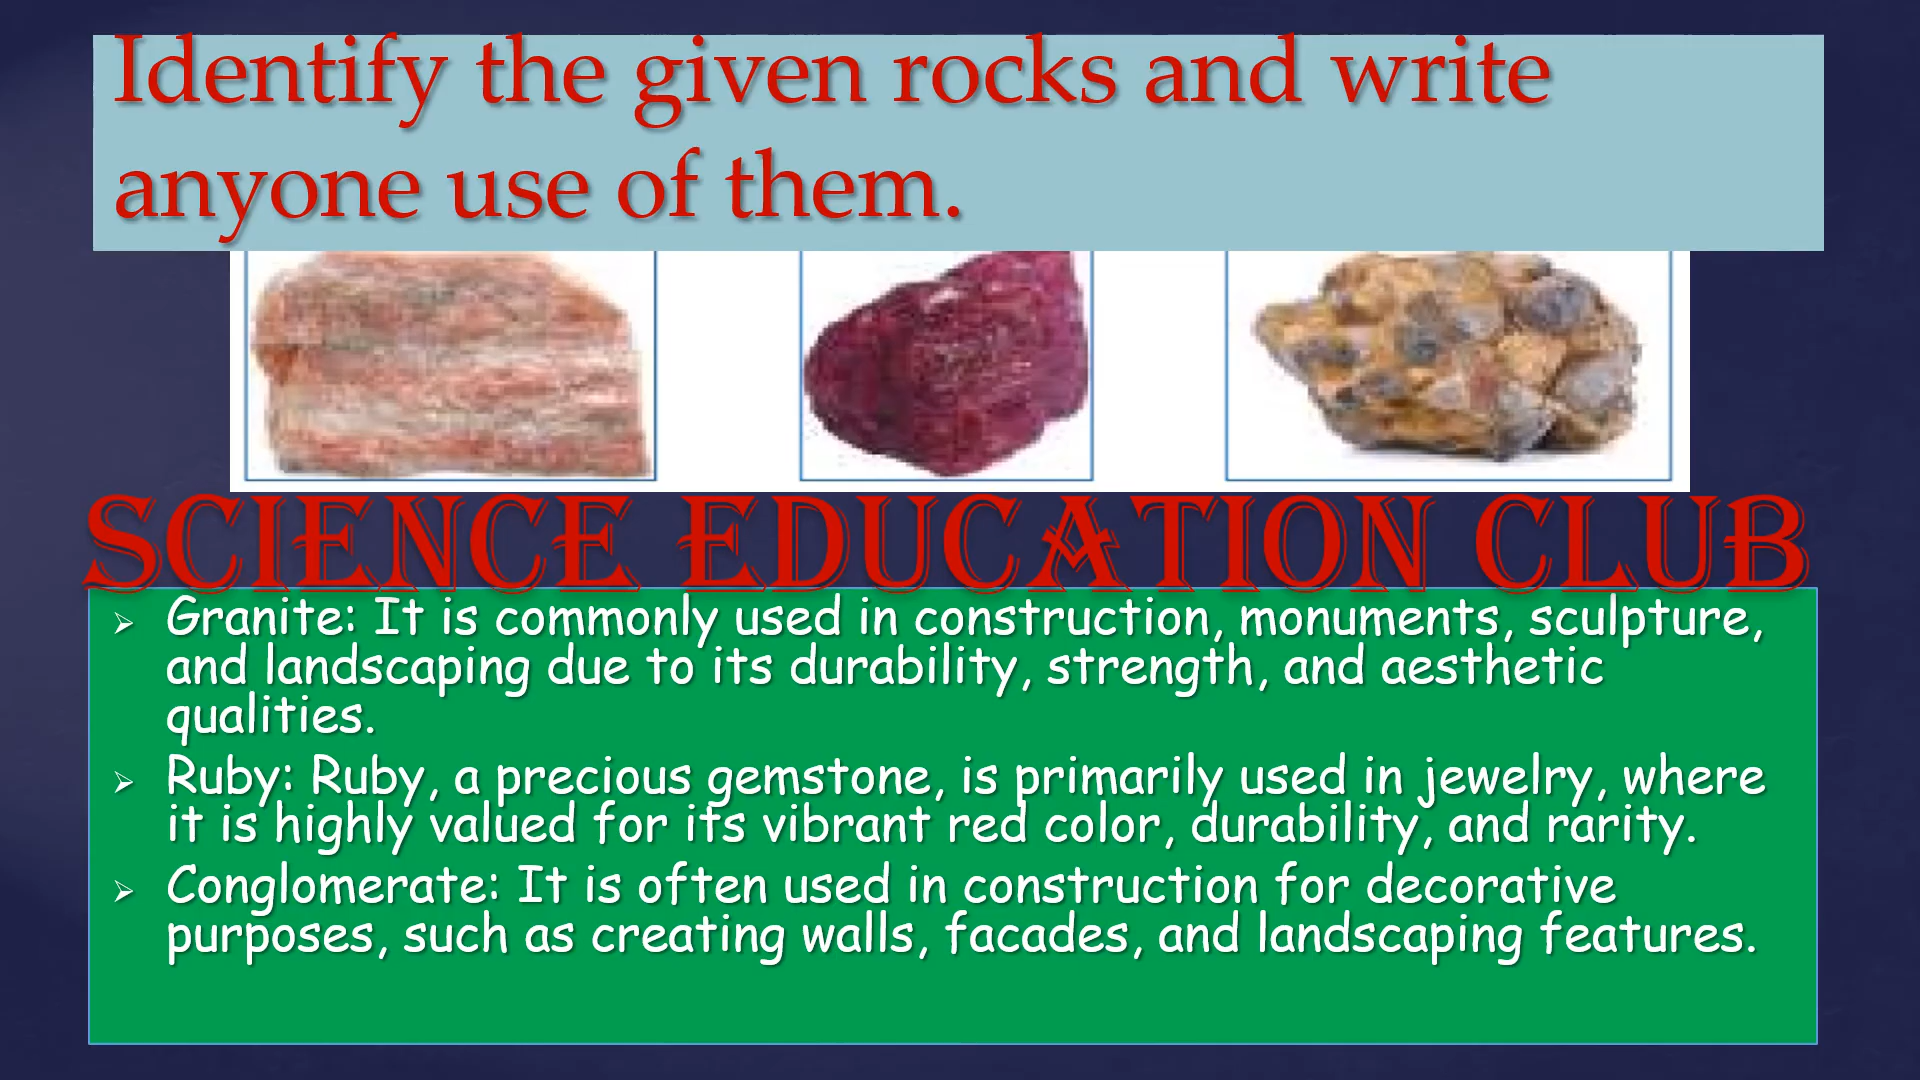 Identify the given rocks and write
anyone use of them.
SCIENCE EDUCATION CLUB
➢ Granite: It is commonly used in construction, monuments, sculpture,
and landscaping due to its durability, strength, and aesthetic
qualities.
➢ Ruby: Ruby, a precious gemstone, is primarily used in jewelry, where
it is highly valued for its vibrant red color, durability, and rarity.
➢ Conglomerate: It is often used in construction for decorative
purposes, such as creating walls, facades, and landscaping features.